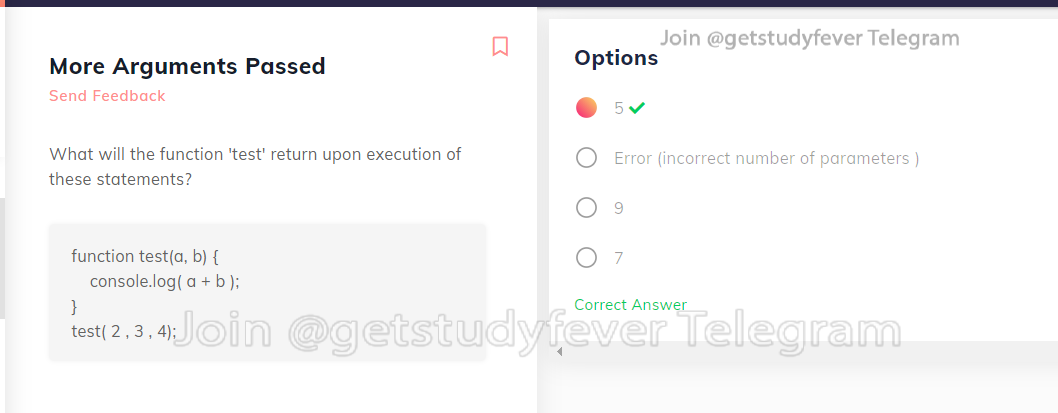 More Arguments Passed
Send Feedback
What will the function 'test' return upon execution of
these statements?
function test(a, b) {
console.log( a + b );
}
test( 2 , 3 , 4);
Join @getstudyfever Telegram
Join @getstudyfever Telegram
Options
5
Error (incorrect number of parameters )
9
7
Correct Answer